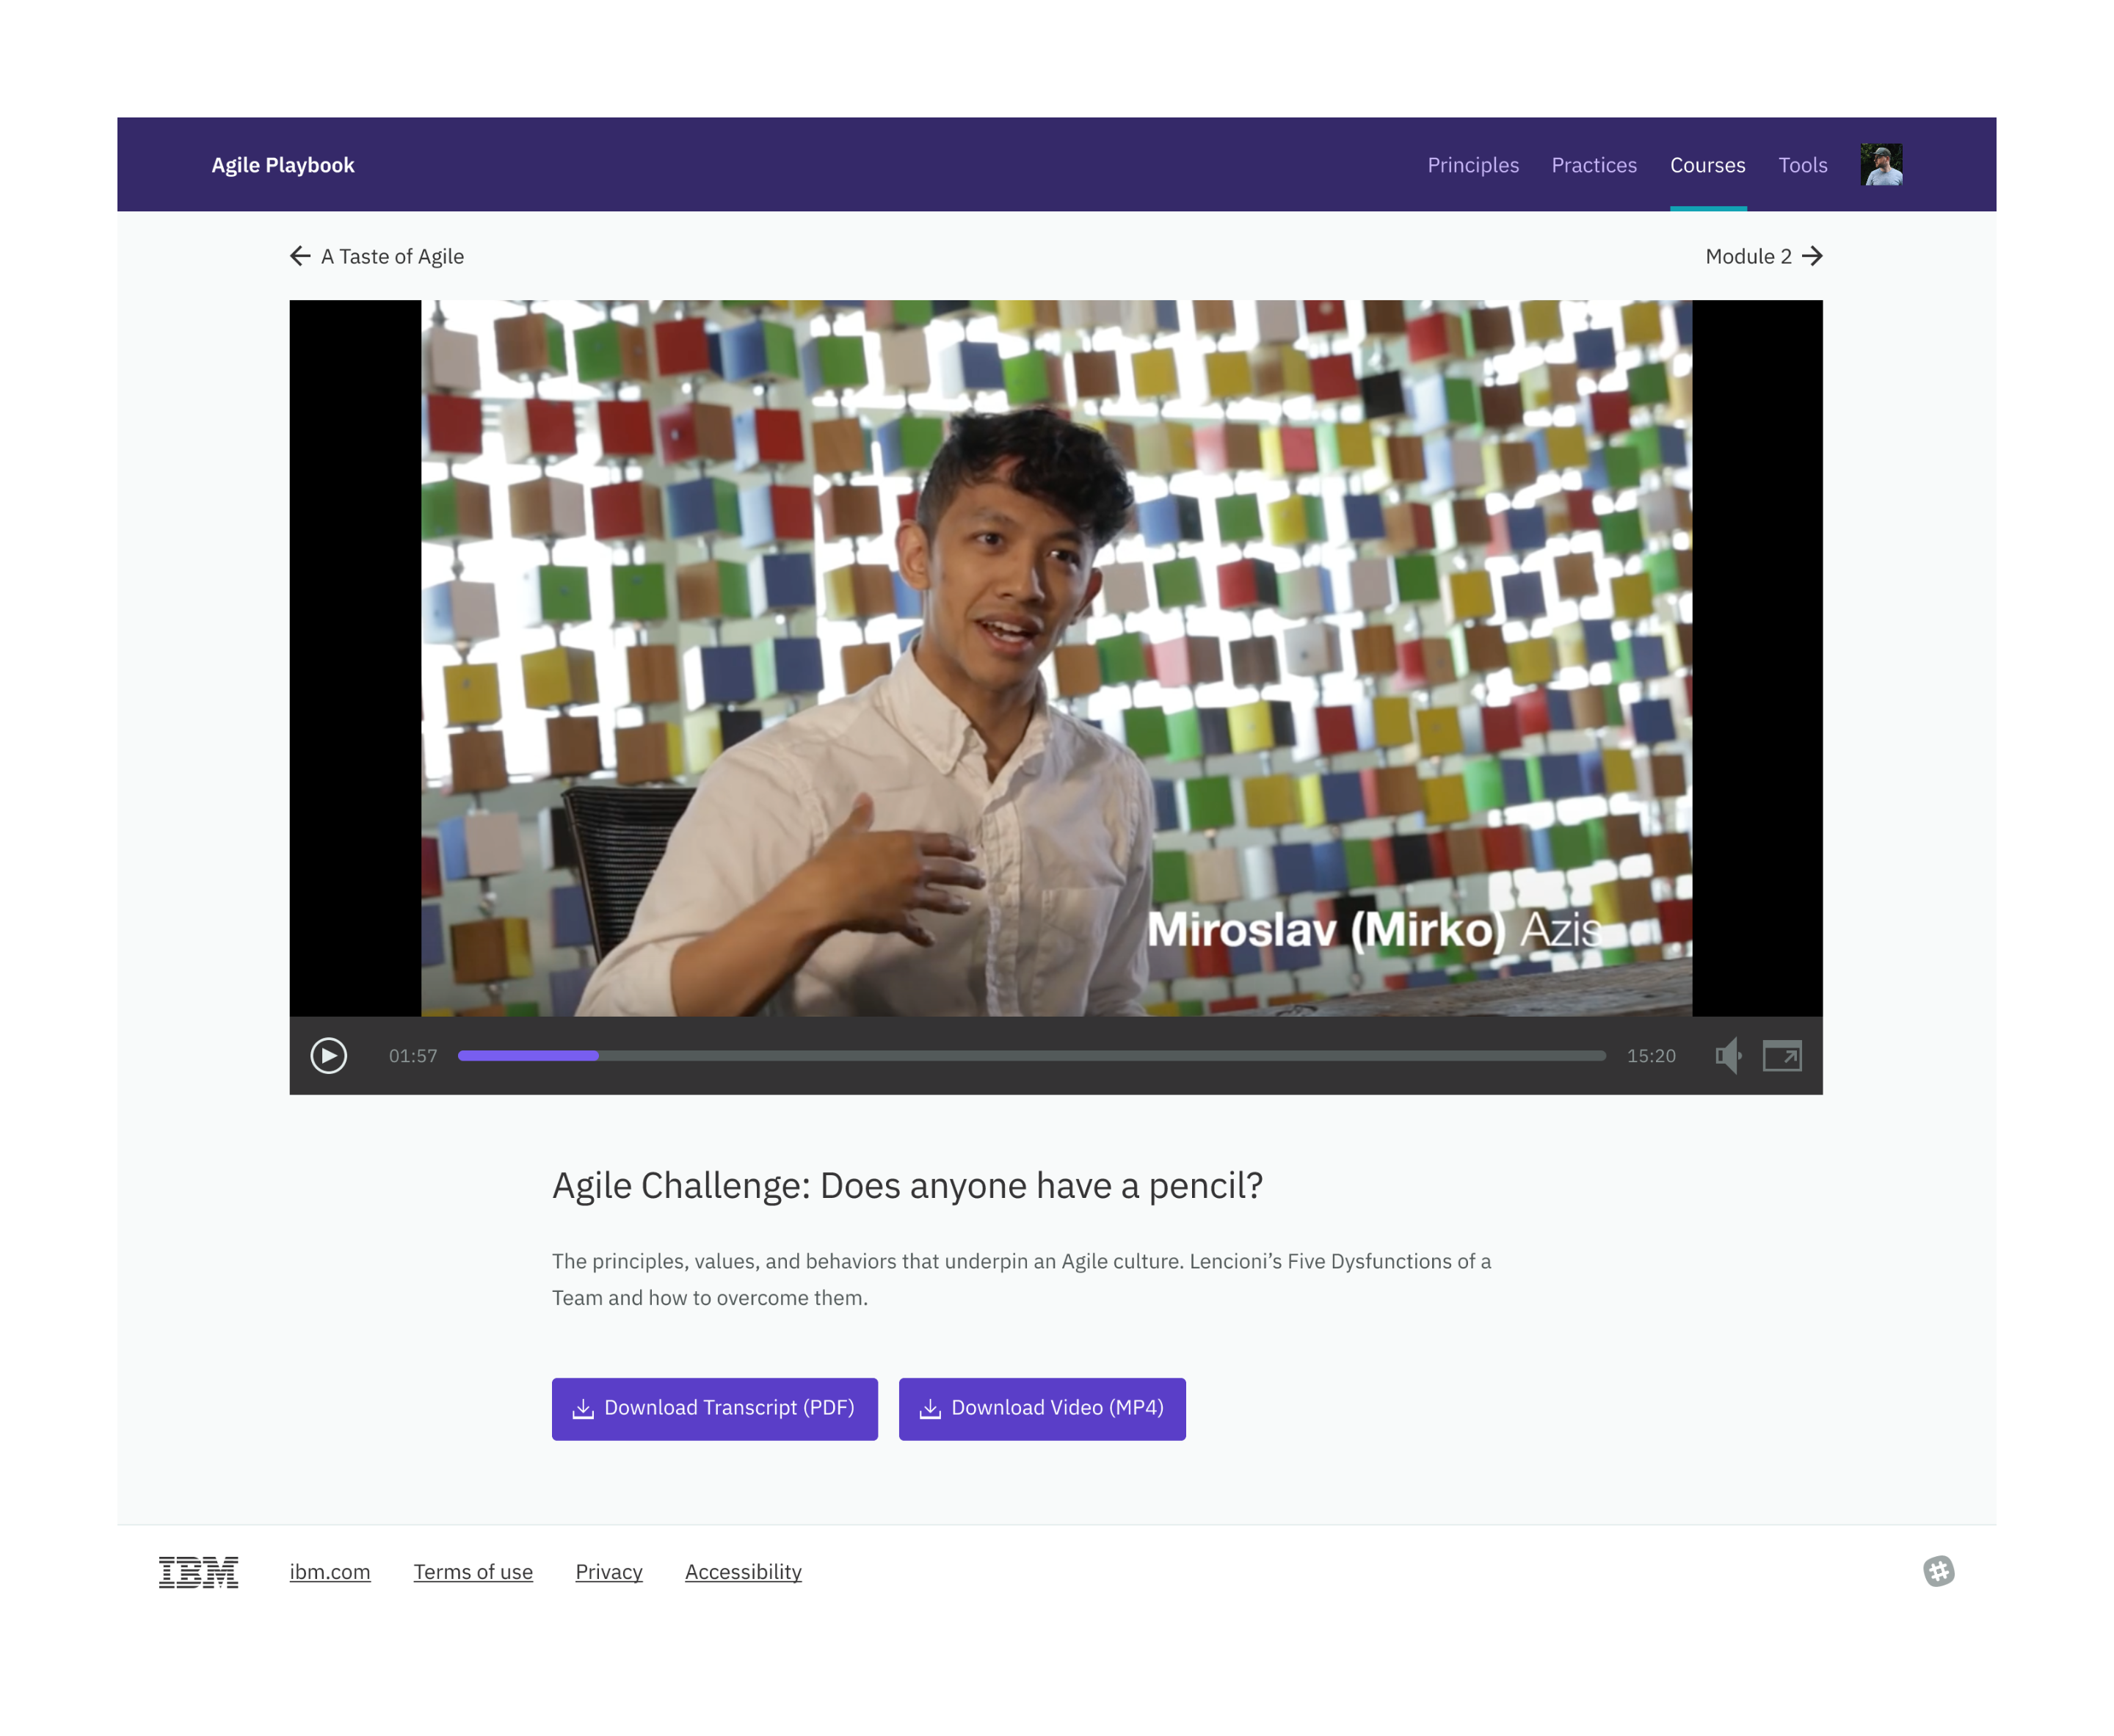 Agile Playbook
Principles Practices Courses Tools
A Taste of Agile
Module 2
Miroslav (Mirko) Azis
01:57
15:20
Agile Challenge: Does anyone have a pencil?
The principles, values, and behaviors that underpin an Agile culture. Lencioni’s Five Dysfunctions of a
Team and how to overcome them.
Download Transcript (PDF)
Download Video (MP4)
IBM
ibm.com Terms of use Privacy Accessibility